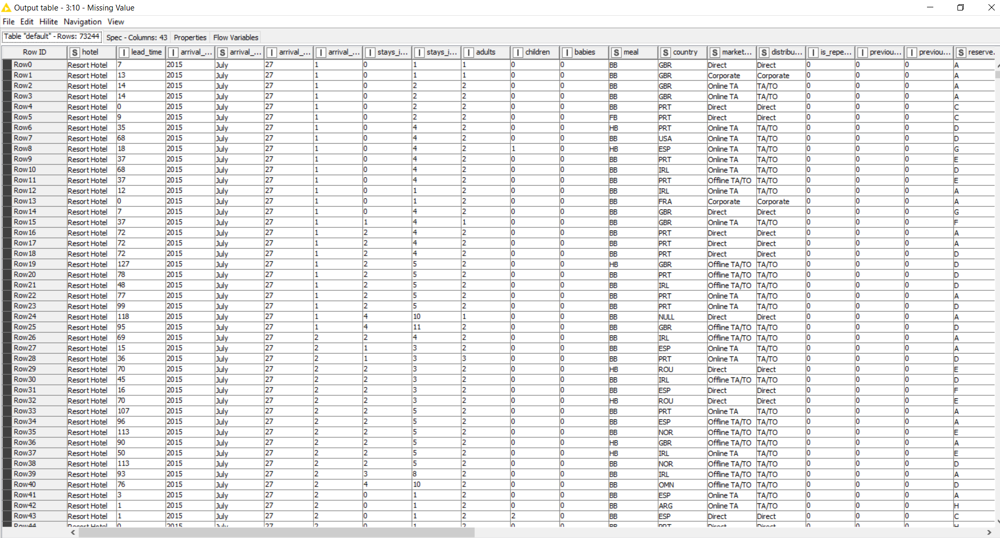 Output table - 3:10 - Missing Value
File Edit Hilite Navigation View
Table "default" - Rows: 73244 Spec - Columns: 43 Properties Flow Variables
Row ID S hotel I lead_time I arrival_... S arrival_... I arrival_... I arrival_... I stays_i... I stays_i... I adults I children I babies S meal S country S market... S distribu... I is_repe... I previou... I previou... S reserve.
Row0 Resort Hotel 7 2015 July 27 1 0 1 1 0 0 BB GBR Direct Direct 0 0 0 A
Row1 Resort Hotel 13 2015 July 27 1 0 1 1 0 0 BB GBR Corporate Corporate 0 0 0 A
Row2 Resort Hotel 14 2015 July 27 1 0 2 2 0 0 BB GBR Online TA TA/TO 0 0 0 A
Row3 Resort Hotel 14 2015 July 27 1 0 2 2 0 0 BB GBR Online TA TA/TO 0 0 0 A
Row4 Resort Hotel 0 2015 July 27 1 0 2 2 0 0 BB PRT Direct Direct 0 0 0 C
Row5 Resort Hotel 9 2015 July 27 1 0 2 2 0 0 FB PRT Direct Direct 0 0 0 C
Row6 Resort Hotel 35 2015 July 27 1 0 4 2 0 0 HB PRT Online TA TA/TO 0 0 0 D
Row7 Resort Hotel 68 2015 July 27 1 0 4 2 0 0 BB USA Online TA TA/TO 0 0 0 D
Row8 Resort Hotel 18 2015 July 27 1 0 4 2 1 0 HB ESP Online TA TA/TO 0 0 0 G
Row9 Resort Hotel 37 2015 July 27 1 0 4 2 0 0 BB PRT Online TA TA/TO 0 0 0 E
Row10 Resort Hotel 68 2015 July 27 1 0 4 2 0 0 BB IRL Online TA TA/TO 0 0 0 D
Row11 Resort Hotel 37 2015 July 27 1 0 4 2 0 0 BB PRT Offline TA/TO TA/TO 0 0 0 E
Row12 Resort Hotel 12 2015 July 27 1 0 1 2 0 0 BB IRL Online TA TA/TO 0 0 0 A
Row13 Resort Hotel 0 2015 July 27 1 0 1 2 0 0 BB FRA Corporate Corporate 0 0 0 A
Row14 Resort Hotel 7 2015 July 27 1 0 4 2 0 0 BB GBR Direct Direct 0 0 0 G
Row15 Resort Hotel 37 2015 July 27 1 1 4 1 0 0 BB GBR Online TA TA/TO 0 0 0 F
Row16 Resort Hotel 72 2015 July 27 1 2 4 2 0 0 BB PRT Direct Direct 0 0 0 A
Row17 Resort Hotel 72 2015 July 27 1 2 4 2 0 0 BB PRT Direct Direct 0 0 0 A
Row18 Resort Hotel 72 2015 July 27 1 2 4 2 0 0 BB PRT Direct Direct 0 0 0 D
Row19 Resort Hotel 127 2015 July 27 1 2 5 2 0 0 HB GBR Offline TA/TO TA/TO 0 0 0 D
Row20 Resort Hotel 78 2015 July 27 1 2 5 2 0 0 BB PRT Offline TA/TO TA/TO 0 0 0 D
Row21 Resort Hotel 48 2015 July 27 1 2 5 2 0 0 BB IRL Offline TA/TO TA/TO 0 0 0 D
Row22 Resort Hotel 77 2015 July 27 1 2 5 2 0 0 BB PRT Online TA TA/TO 0 0 0 A
Row23 Resort Hotel 99 2015 July 27 1 2 5 2 0 0 BB PRT Online TA TA/TO 0 0 0 D
Row24 Resort Hotel 118 2015 July 27 1 4 10 1 0 0 BB NULL Direct Direct 0 0 0 A
Row25 Resort Hotel 95 2015 July 27 1 4 11 2 0 0 BB GBR Offline TA/TO TA/TO 0 0 0 D
Row26 Resort Hotel 69 2015 July 27 2 2 4 2 0 0 BB IRL Offline TA/TO TA/TO 0 0 0 A
Row27 Resort Hotel 15 2015 July 27 2 1 3 2 0 0 BB ESP Online TA TA/TO 0 0 0 A
Row28 Resort Hotel 36 2015 July 27 2 1 3 3 0 0 BB PRT Online TA TA/TO 0 0 0 D
Row29 Resort Hotel 70 2015 July 27 2 2 3 2 0 0 HB ROU Direct Direct 0 0 0 E
Row30 Resort Hotel 45 2015 July 27 2 2 3 2 0 0 BB IRL Offline TA/TO TA/TO 0 0 0 D
Row31 Resort Hotel 16 2015 July 27 2 2 3 2 0 0 BB ESP Direct Direct 0 0 0 F
Row32 Resort Hotel 70 2015 July 27 2 2 3 2 0 0 HB ROU Direct Direct 0 0 0 E
Row33 Resort Hotel 107 2015 July 27 2 2 5 2 0 0 BB PRT Online TA TA/TO 0 0 0 A
Row34 Resort Hotel 96 2015 July 27 2 2 5 2 0 0 BB ESP Offline TA/TO TA/TO 0 0 0 A
Row35 Resort Hotel 113 2015 July 27 2 2 5 2 0 0 BB NOR Offline TA/TO TA/TO 0 0 0 E
Row36 Resort Hotel 90 2015 July 27 2 2 5 2 0 0 HB GBR Offline TA/TO TA/TO 0 0 0 A
Row37 Resort Hotel 50 2015 July 27 2 2 5 2 0 0 HB IRL Online TA TA/TO 0 0 0 E
Row38 Resort Hotel 113 2015 July 27 2 2 5 2 0 0 BB NOR Offline TA/TO TA/TO 0 0 0 D
Row39 Resort Hotel 93 2015 July 27 2 3 8 2 0 0 BB IRL Offline TA/TO TA/TO 0 0 0 A
Row40 Resort Hotel 76 2015 July 27 2 4 10 2 0 0 BB OMN Offline TA/TO TA/TO 0 0 0 D
Row41 Resort Hotel 3 2015 July 27 2 0 1 2 0 0 BB ESP Online TA TA/TO 0 0 0 A
Row42 Resort Hotel 1 2015 July 27 2 0 1 2 0 0 BB ARG Online TA TA/TO 0 0 0 H
Row43 Resort Hotel 1 2015 July 27 2 0 1 2 2 0 BB ESP Direct Direct 0 0 0 C
Row44 Resort Hotel 0 2015 July 27 2 0 1 2 0 0 BB PRT Direct Direct 0 0 0 H